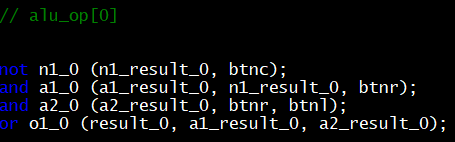 // alu_op[0]
not n1_0 (n1_result_0, btnc);
and a1_0 (a1_result_0, n1_result_0, btnr);
and a2_0 (a2_result_0, btnr, btnl);
or o1_0 (result_0, a1_result_0, a2_result_0);